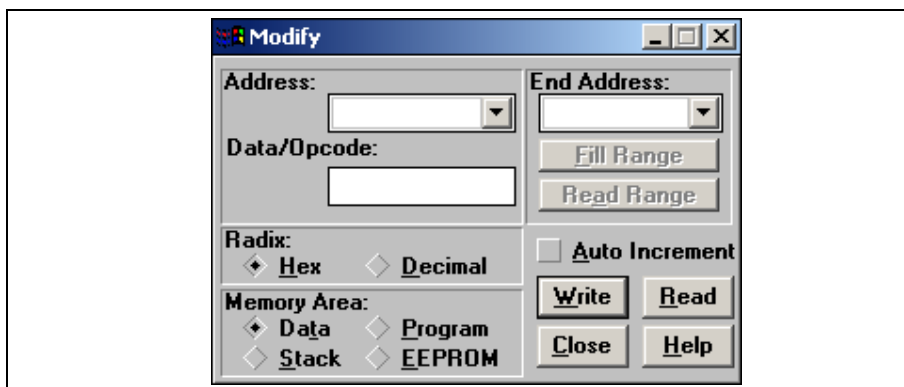 Modify
Address:
End Address:
Data/Opcode:
Fill Range
Read Range
Radix:
Hex Decimal
Auto Increment
Memory Area:
Data Program
Stack EEPROM
Write Read
Close Help